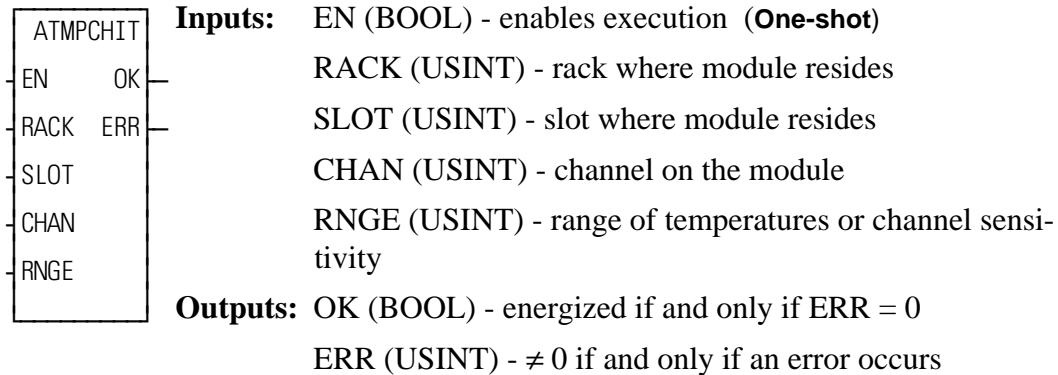 ATMPCHIT
EN OK
RACK ERR
SLOT
CHAN
RNGE
Inputs: EN (BOOL) - enables execution (One-shot)
RACK (USINT) - rack where module resides
SLOT (USINT) - slot where module resides
CHAN (USINT) - channel on the module
RNGE (USINT) - range of temperatures or channel sensi-
tivity
Outputs: OK (BOOL) - energized if and only if ERR = 0
ERR (USINT) - ≠ 0 if and only if an error occurs